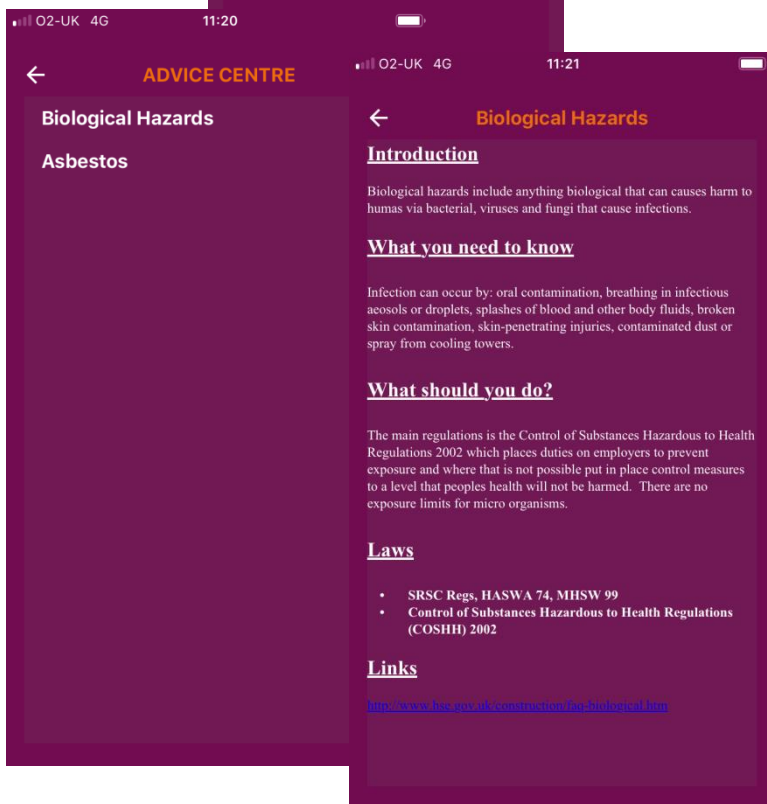 O2-UK 4G 11:20
ADVICE CENTRE
Biological Hazards
Asbestos
O2-UK 4G 11:21
Biological Hazards
Introduction
Biological hazards include anything biological that can causes harm to
humas via bacterial, viruses and fungi that cause infections.
What you need to know
Infection can occur by: oral contamination, breathing in infectious
aeosols or droplets, splashes of blood and other body fluids, broken
skin contamination, skin-penetrating injuries, contaminated dust or
spray from cooling towers.
What should you do?
The main regulations is the Control of Substances Hazardous to Health
Regulations 2002 which places duties on employers to prevent
exposure and where that is not possible put in place control measures
to a level that peoples health will not be harmed. There are no
exposure limits for micro organisms.
Laws
• SRSC Regs, HASWA 74, MHSW 99
• Control of Substances Hazardous to Health Regulations
(COSHH) 2002
Links
http://www.hse.gov.uk/construction/faq-biological.htm